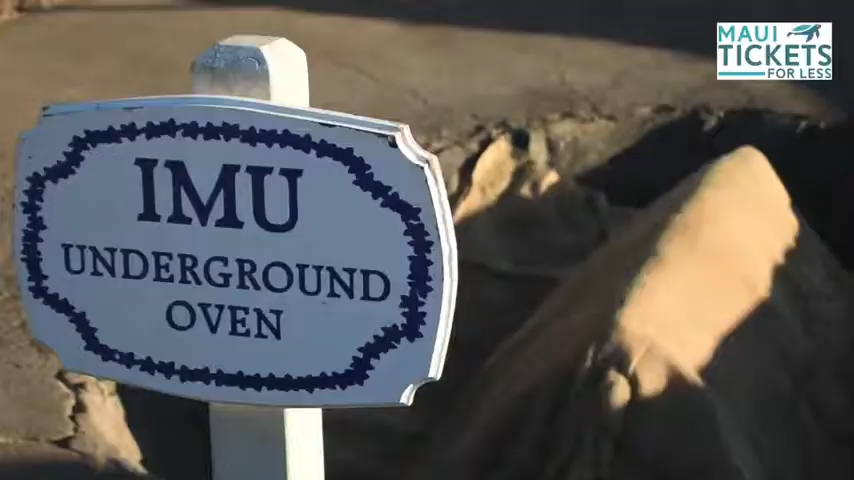 MAUI
TICKETS
FOR LESS
IMU
UNDERGROUND
OVEN